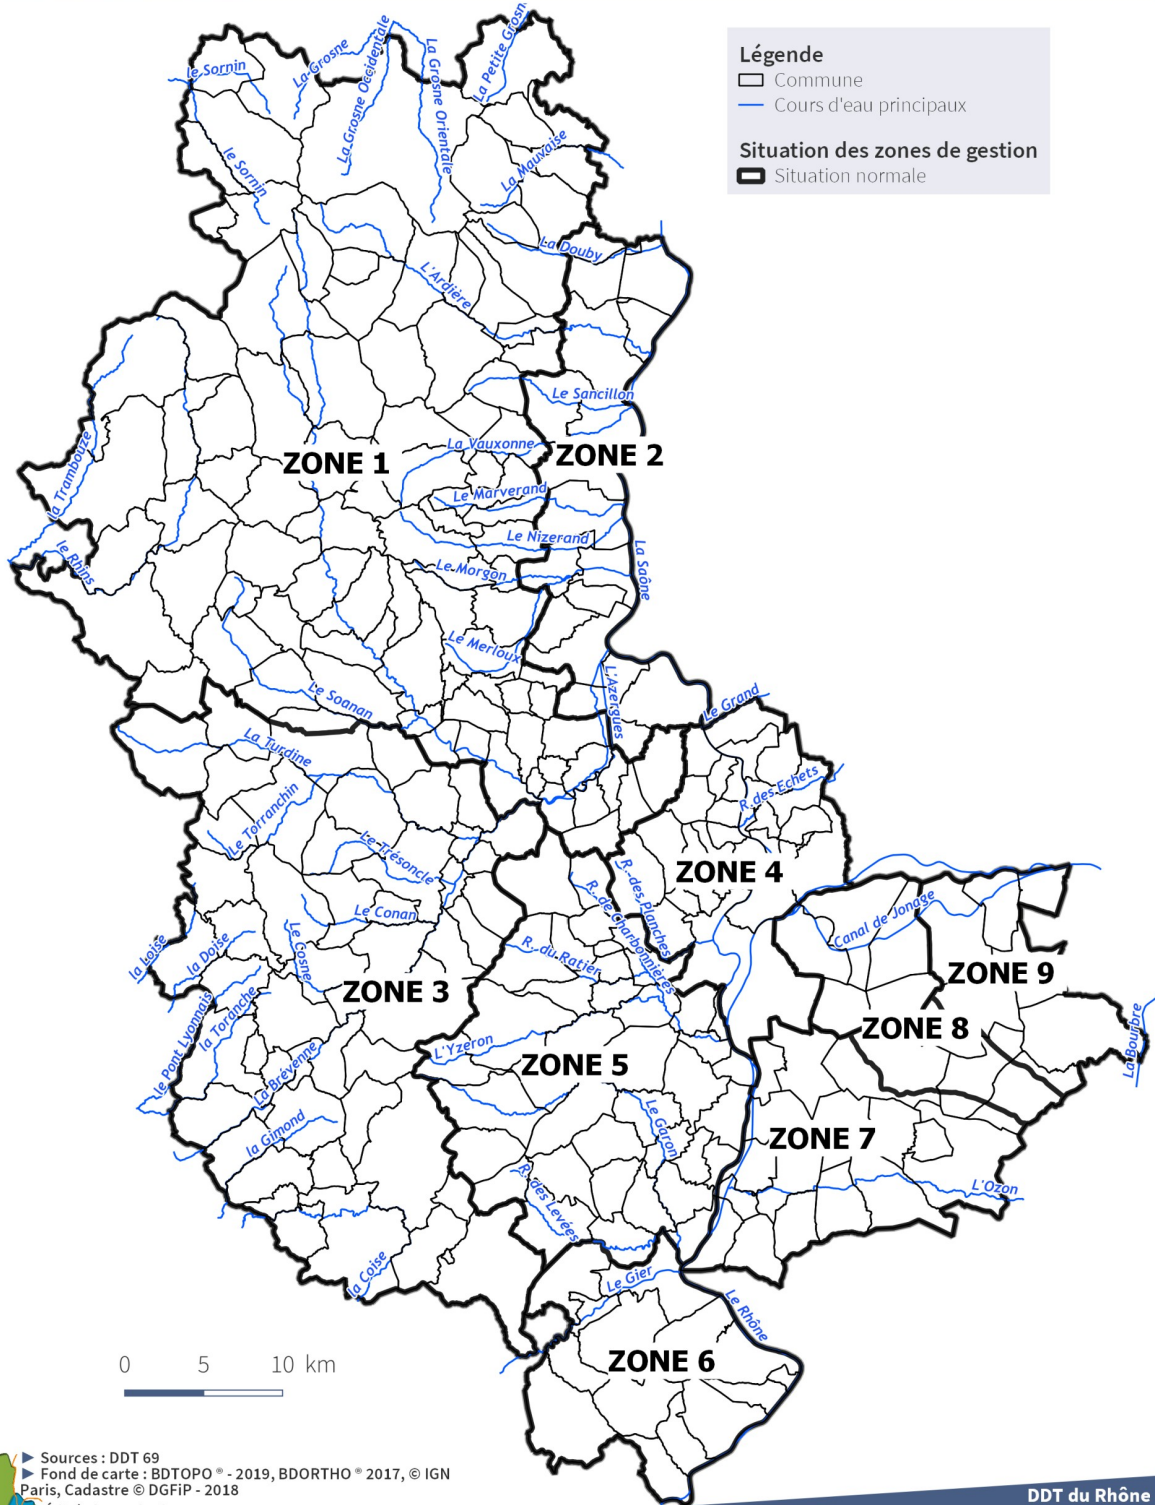 Légende
Commune
Cours d'eau principaux
Situation des zones de gestion
Situation normale
le Sornin
La Grosne
La Grosne Occidentale
La Grosne Orientale
La Petite Grosn
le Sornin
La Mauvaise
La Douby
L'Ardière
Le Sancillon
La Vauxonne
ZONE 1
ZONE 2
la Trambouze
Le Marverand
Le Nizerand
le Rhins
Le Morgon
La Saône
Le Merloux
Le Soanan
L'Azergues
Le Grand
La Turdine
R. des Echets
Le Torranchin
Le Trésoncle
ZONE 4
R. des Planches
R. de Charbonnières
Le Conan
Canal de Jonage
la Loise
la Doise
Le Cosne
R. du Ratier
ZONE 9
ZONE 3
le Pont Lyonnais
la Toranche
ZONE 8
La Bourbre
L'Yzeron
ZONE 5
La Brévenne
la Gimond
Le Garon
ZONE 7
L'Ozon
R. des Levées
la Coise
Le Gier
Le Rhône
ZONE 6
0 5 10 km
► Sources : DDT 69
► Fond de carte : BDTOPO ® - 2019, BDORTHO ® 2017, © IGN
Paris, Cadastre © DGFiP - 2018
DDT du Rhône